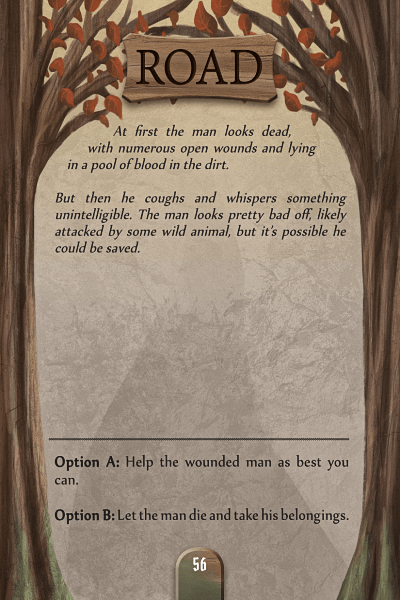 ROAD
At first the man looks dead,
with numerous open wounds and lying
in a pool of blood in the dirt.
But then he coughs and whispers something
unintelligible. The man looks pretty bad off, likely
attacked by some wild animal, but it's possible he
could be saved.
Option A: Help the wounded man as best you
can.
Option B: Let the man die and take his belongings.
56